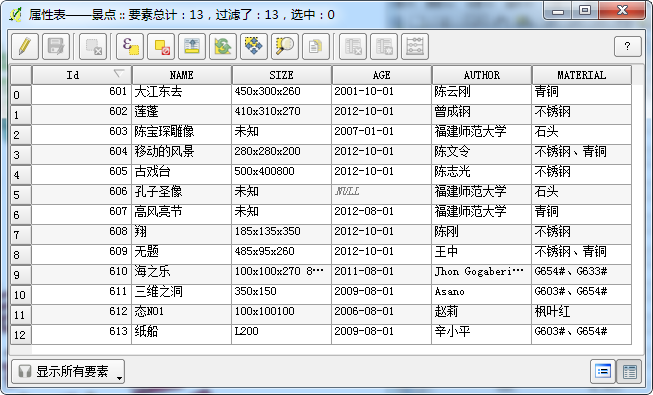 属性表——景点 :: 要素总计：13，过滤了：13，选中：0
?
Id NAME SIZE AGE AUTHOR MATERIAL
0 601 大江东去 450x300x260 2001-10-01 陈云刚 青铜
1 602 莲蓬 410x310x270 2012-10-01 曾成钢 不锈钢
2 603 陈宝琛雕像 未知 2007-01-01 福建师范大学 石头
3 604 移动的风景 280x280x200 2012-10-01 陈文令 不锈钢、青铜
4 605 古戏台 500x400800 2012-10-01 陈志光 不锈钢
5 606 孔子圣像 未知 NULL 福建师范大学 石头
6 607 高风亮节 未知 2012-08-01 福建师范大学 青铜
7 608 翔 185x135x350 2012-10-01 陈刚 不锈钢
8 609 无题 485x95x260 2012-10-01 王中 不锈钢、青铜
9 610 海之乐 100x100x270 8… 2011-08-01 Jhon Gogaberi… G654#、G633#
10 611 三维之洞 350x150 2009-08-01 Asano G603#、G654#
11 612 态NO1 100x100100 2006-08-01 赵莉 枫叶红
12 613 纸船 L200 2009-08-01 辛小平 G603#、G654#
显示所有要素